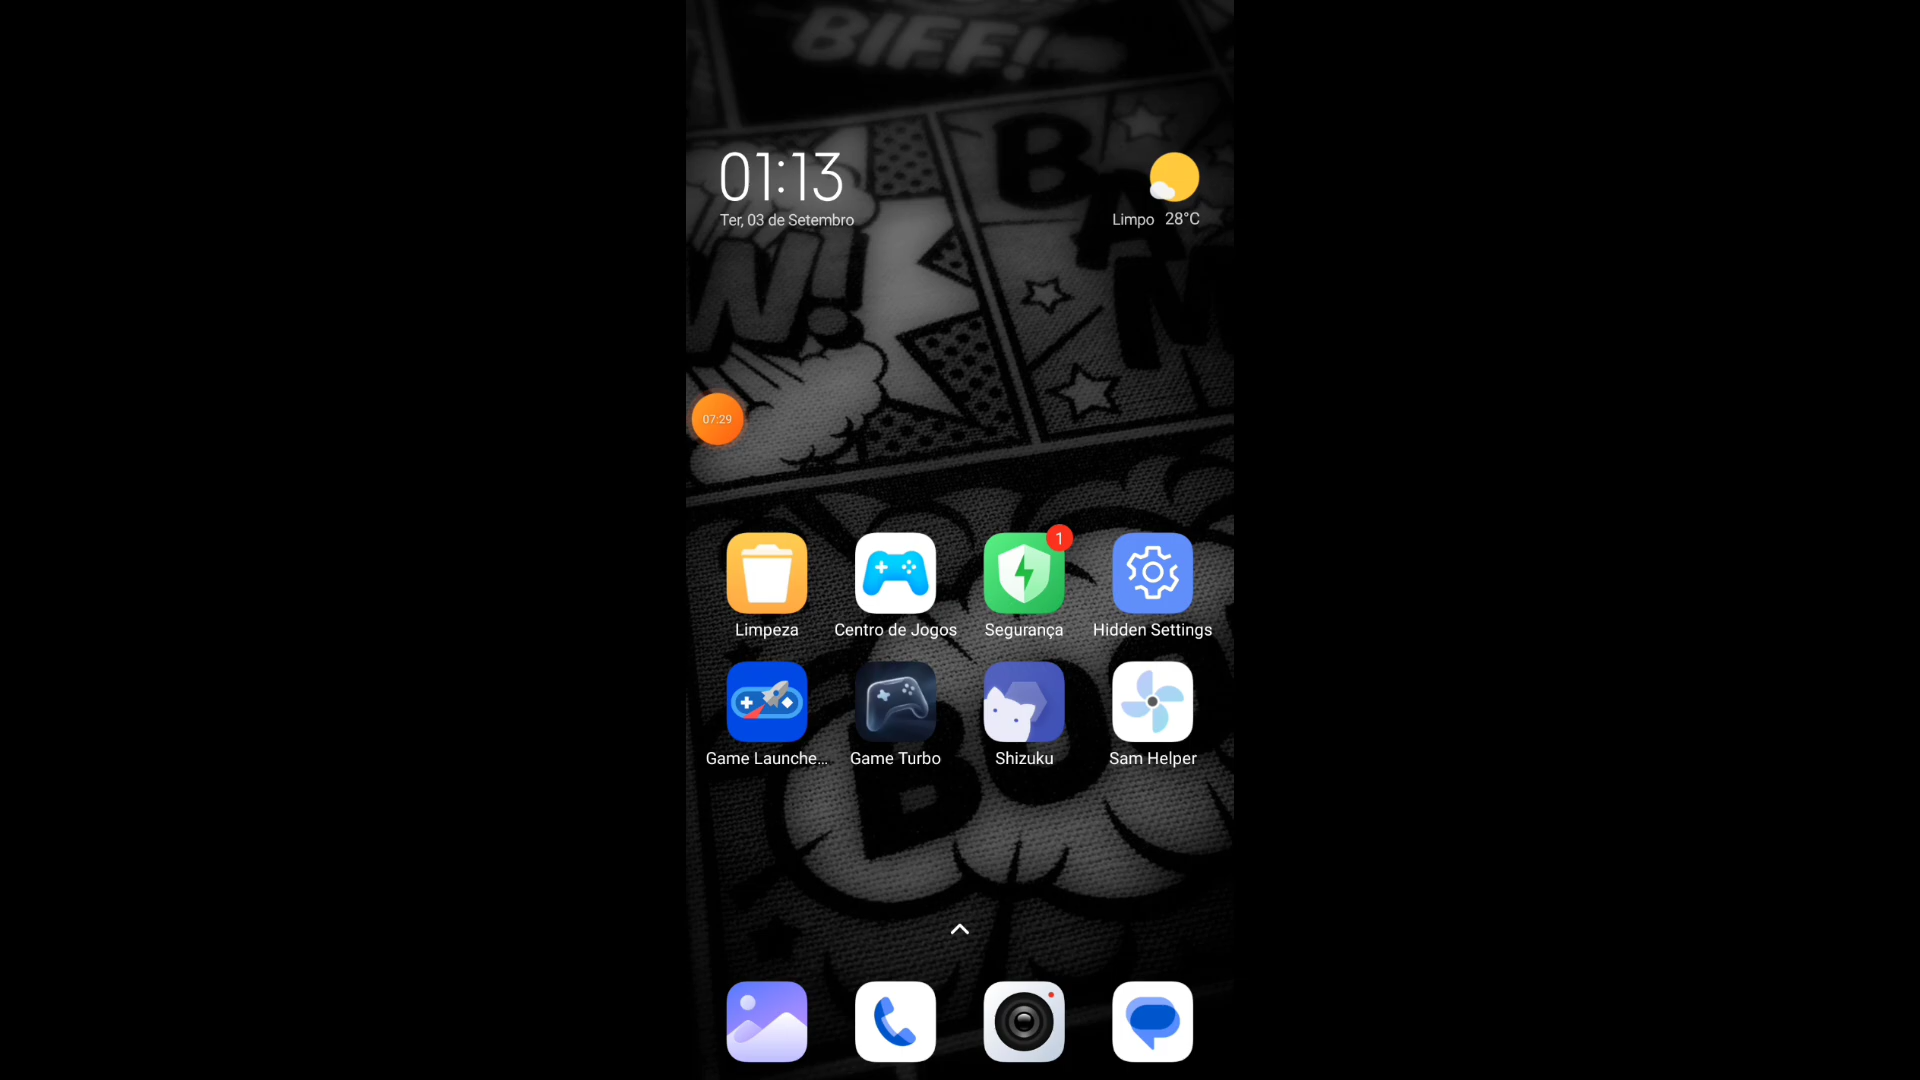 BIFF!
01:13
Ter, 03 de Setembro
Limpo 28°C
BAM
W!
07:29
1
Limpeza
Centro de Jogos
Segurança
Hidden Settings
Game Launche...
Game Turbo
Shizuku
Sam Helper